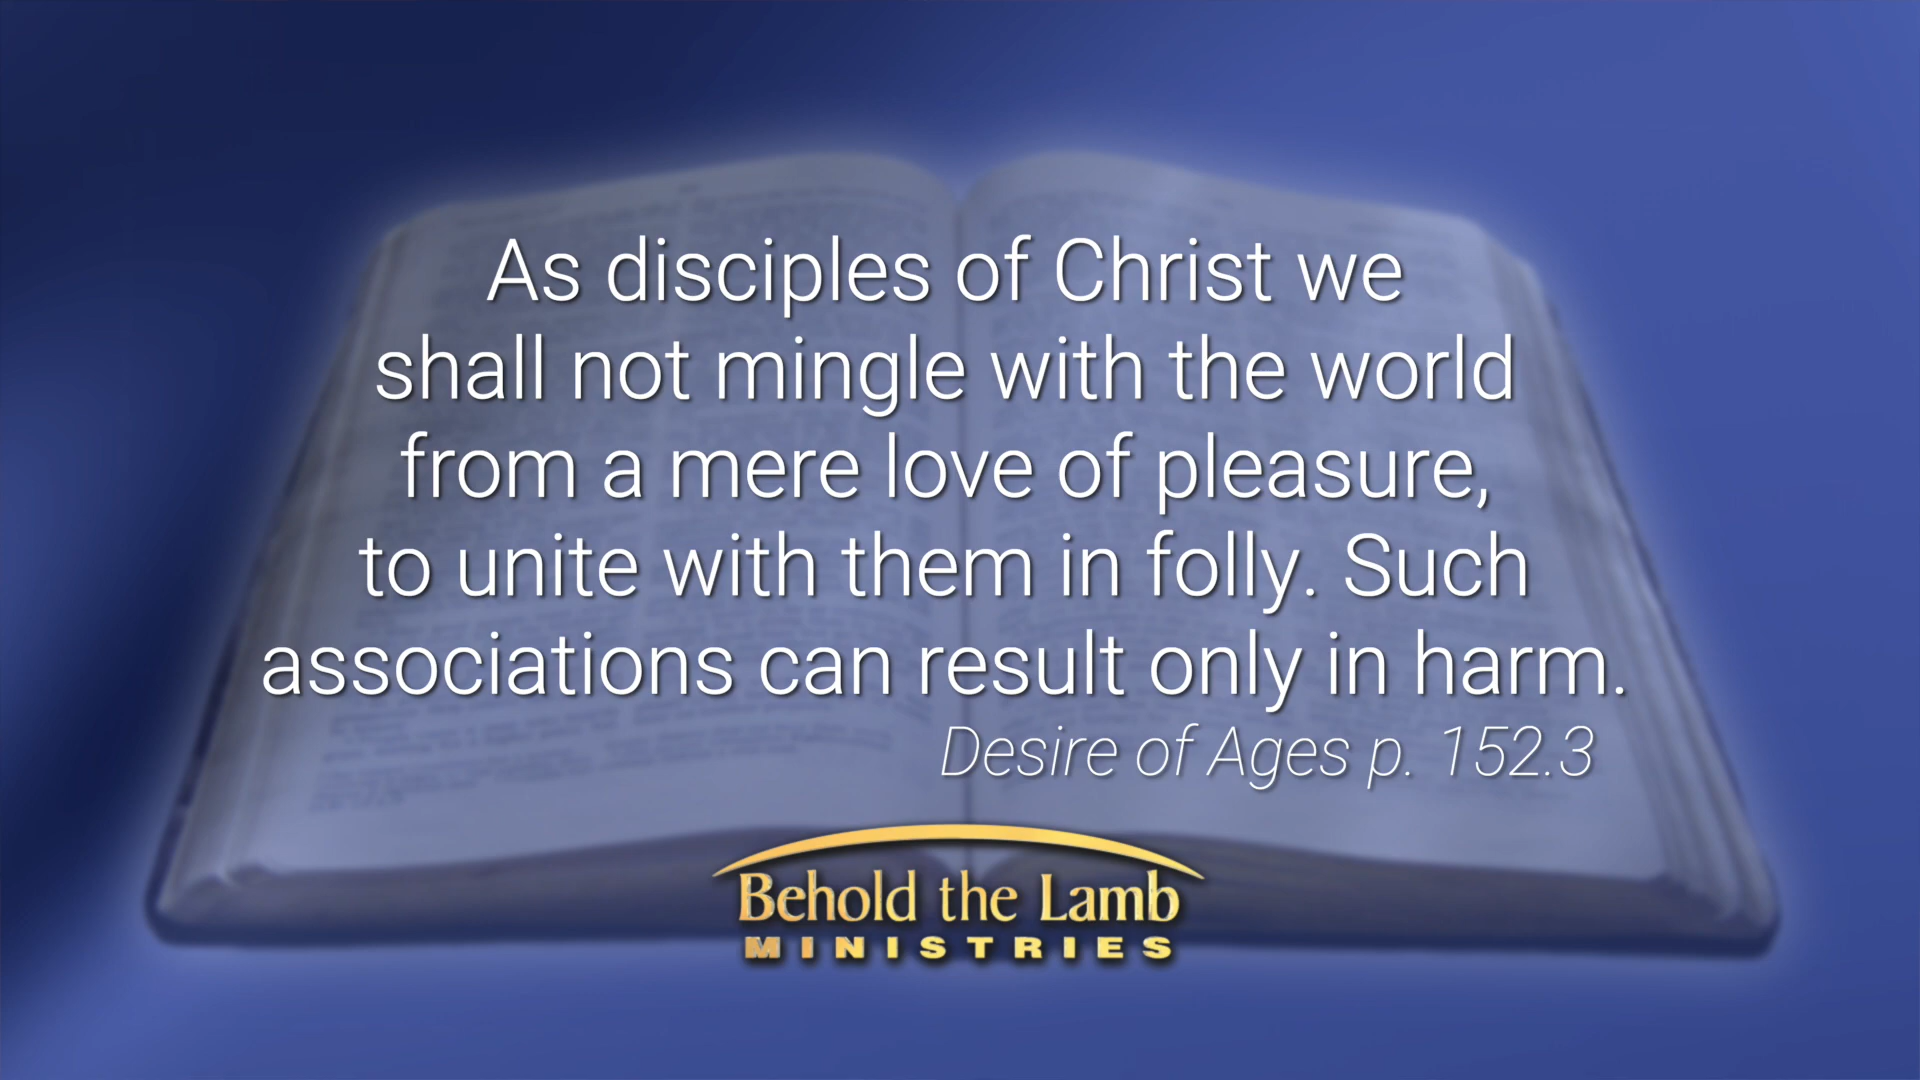 As disciples of Christ we
shall not mingle with the world
from a mere love of pleasure,
to unite with them in folly. Such
associations can result only in harm.
Desire of Ages p. 152.3
Behold the Lamb
MINISTRIES